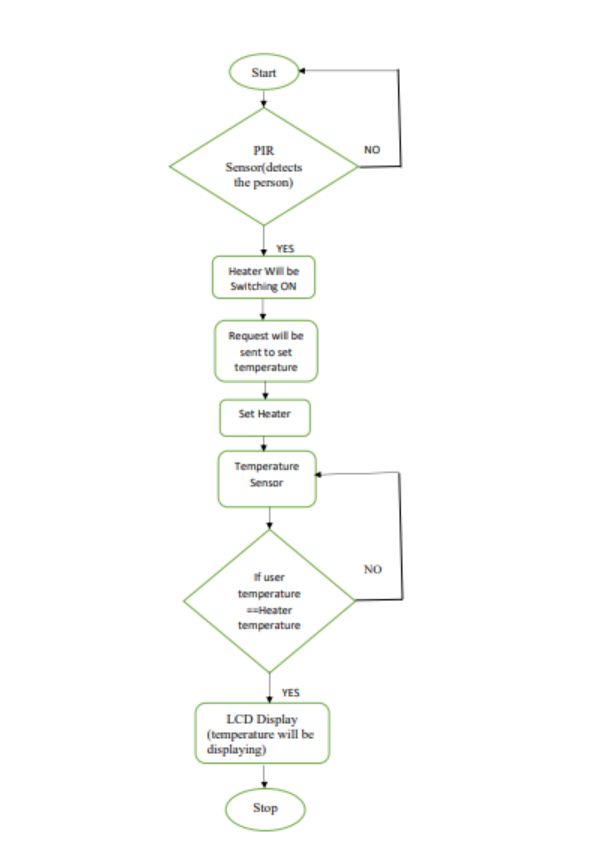 Start
PIR
Sensor(detects
the person)
NO
YES
Heater Will be
Switching ON
Request will be
sent to set
temperature
Set Heater
Temperature
Sensor
If user
temperature
==Heater
temperature
NO
YES
LCD Display
(temperature will be
displaying)
Stop